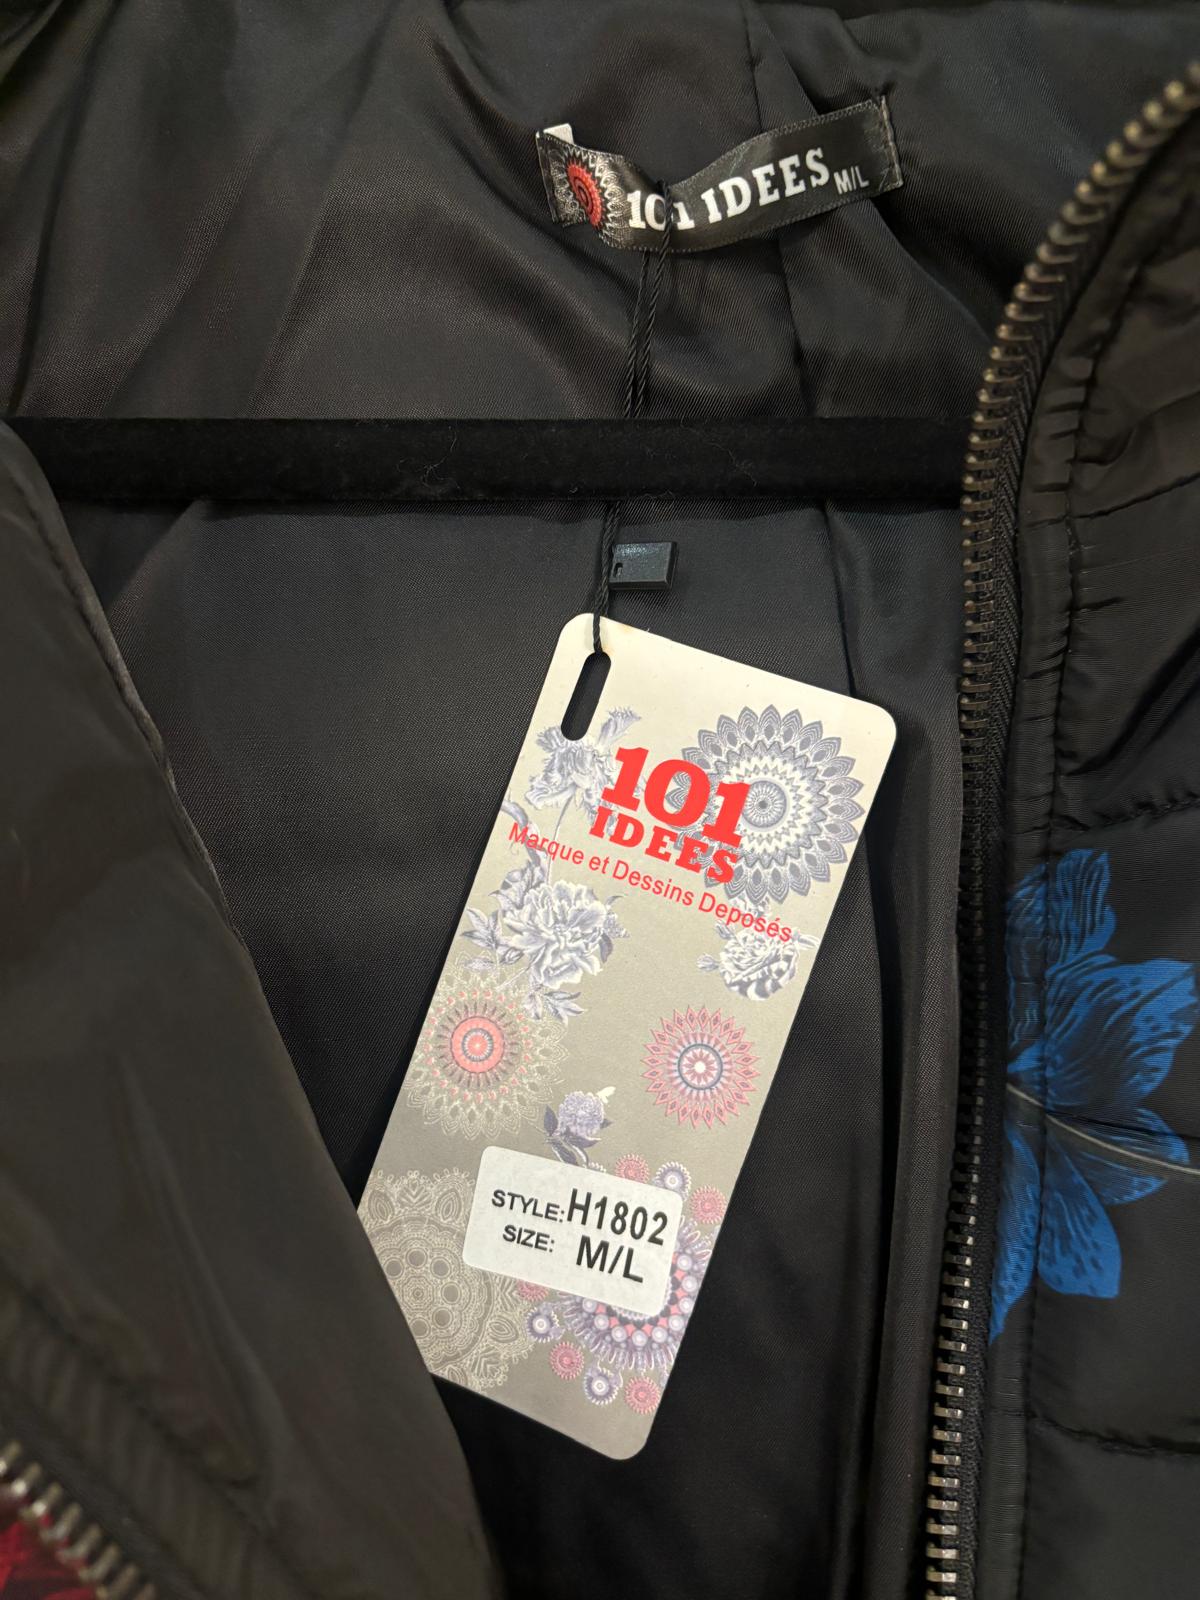 101 IDEES M/L
101
IDEES
Marque et Dessins Deposés
STYLE: H1802
SIZE: M/L